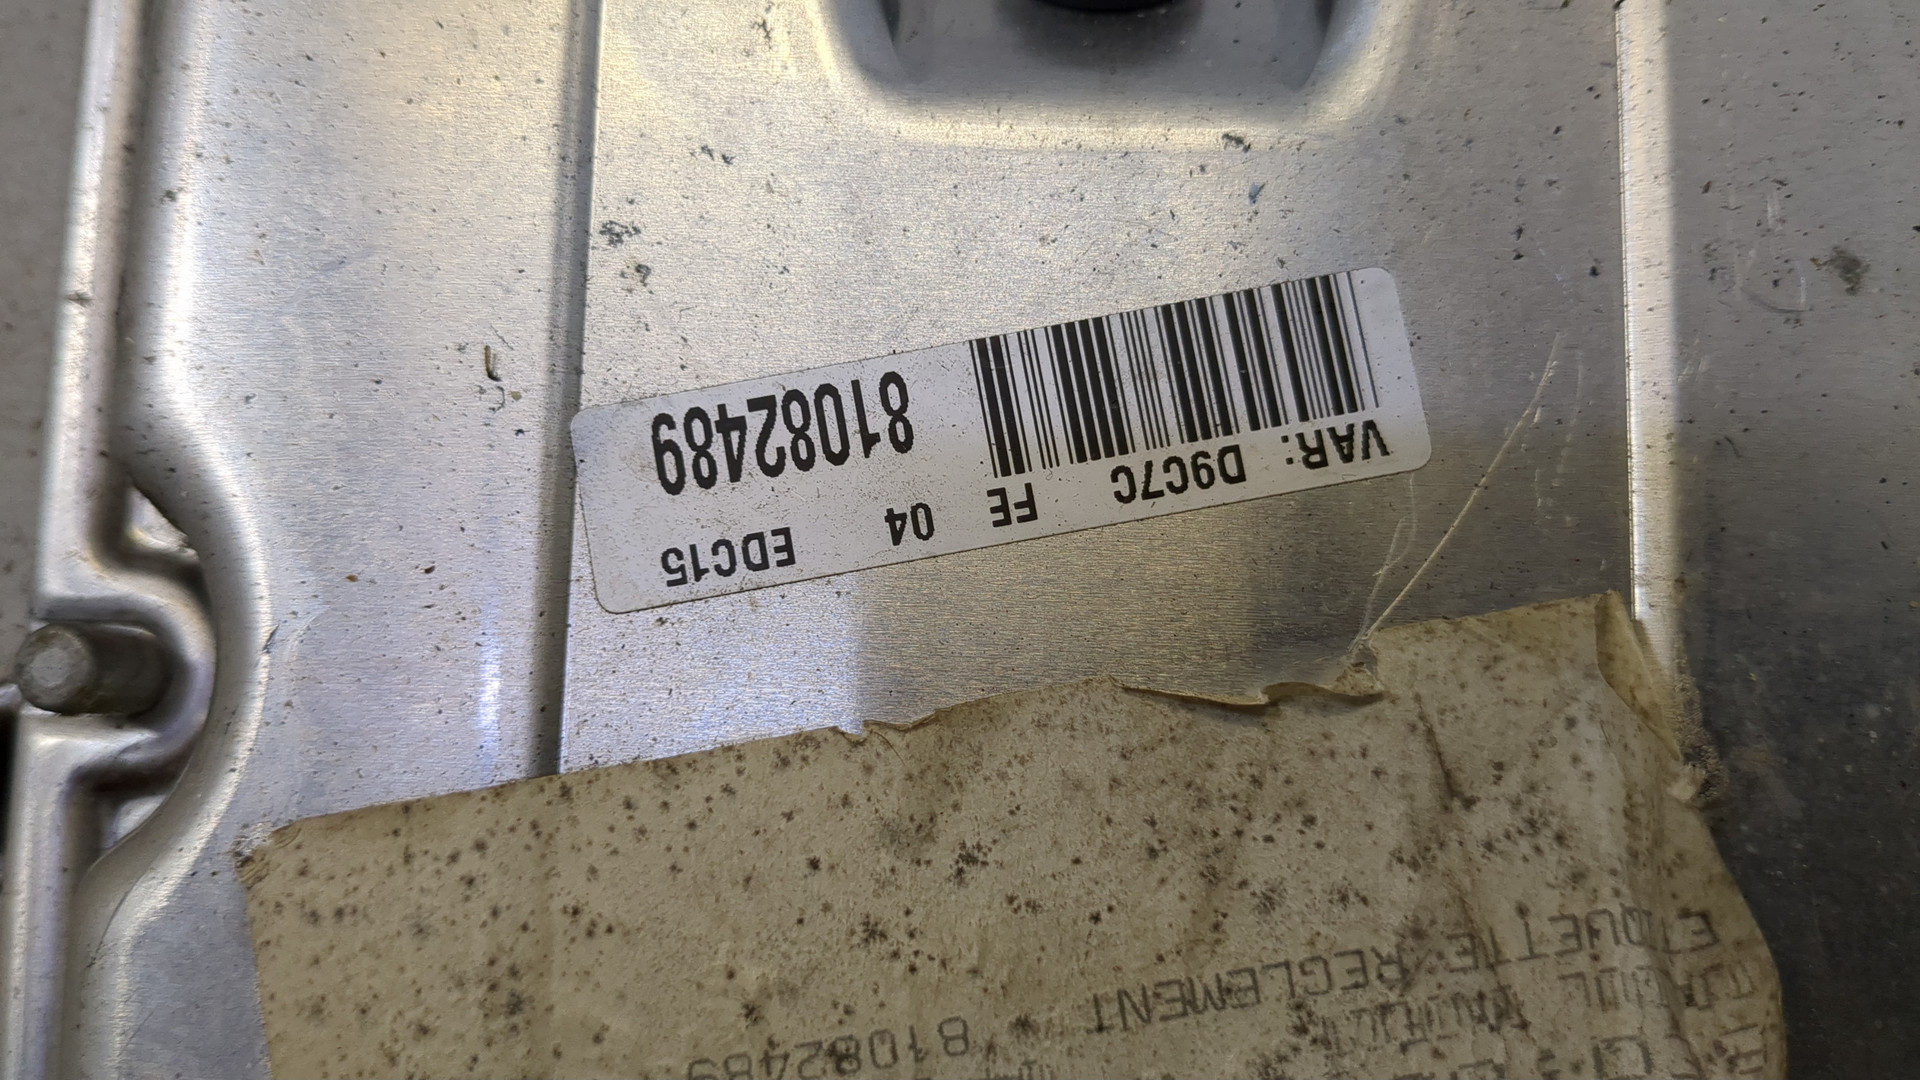 VAR: D9C7C FE 04 EDC15
81082489
ETIQUETTE REGLEMENT
81082489